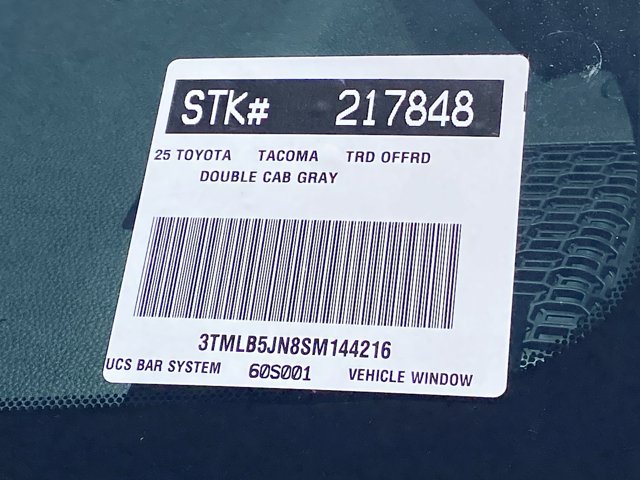 STK# 217848
25 TOYOTA TACOMA TRD OFFRD
DOUBLE CAB GRAY
3TMLB5JN8SM144216
UCS BAR SYSTEM 60S001 VEHICLE WINDOW